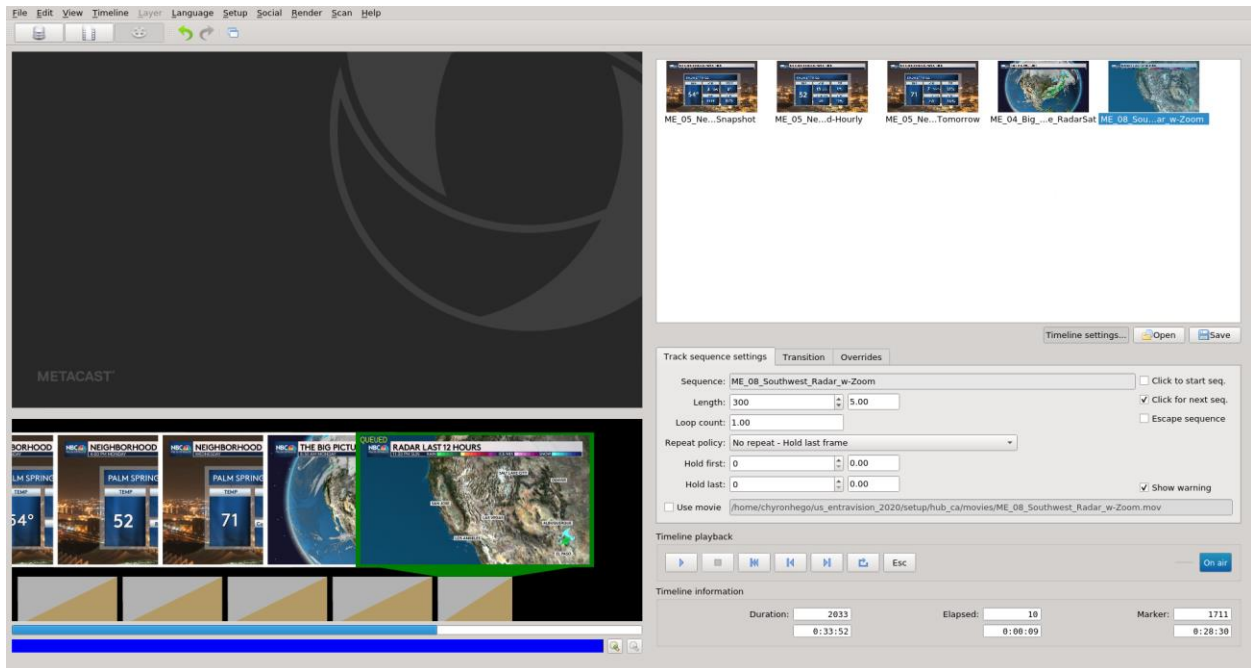 File Edit View Timeline Layer Language Setup Social Render Scan Help
METACAST
ME_05_Ne...Snapshot ME_05_Ne...d-Hourly ME_05_Ne...Tomorrow ME_04_Big_...e_RadarSat ME_08_Sou...ar_w-Zoom
Timeline settings... Open Save
Track sequence settings Transition Overrides
Sequence: ME_08_Southwest_Radar_w-Zoom Click to start seq.
Length: 300 5.00 Click for next seq.
Loop count: 1.00 Escape sequence
Repeat policy: No repeat - Hold last frame
Hold first: 0 0.00
Hold last: 0 0.00 Show warning
Use movie /home/chyronhego/us_entravision_2020/setup/hub_ca/movies/ME_08_Southwest_Radar_w-Zoom.mov
QUEUED
NBC NEIGHBORHOOD NBC NEIGHBORHOOD NBC THE BIG PICTU NBC RADAR LAST 12 HOURS
PALM SPRING PALM SPRING
TEMP TEMP
54° 52 71
Timeline playback
Esc On air
Timeline information
Duration: 2033 Elapsed: 10 Marker: 1711
0:33:52 0:00:09 0:28:30